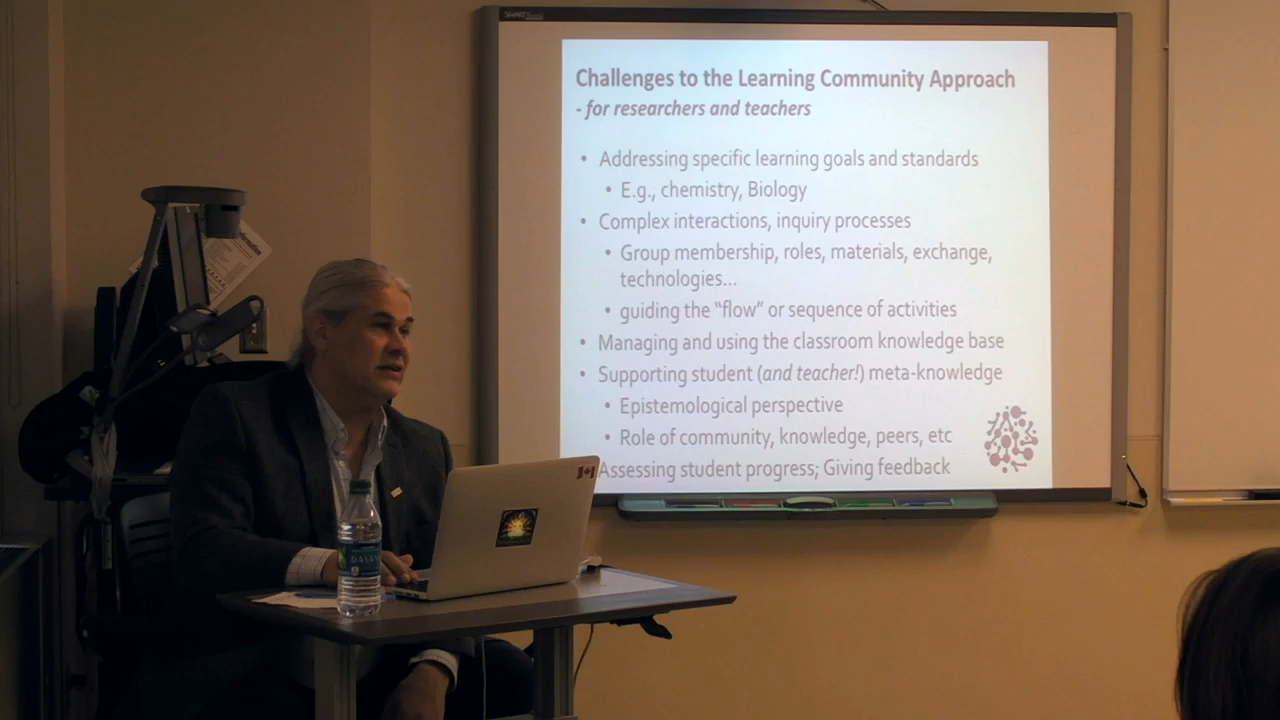 SMART
Challenges to the Learning Community Approach
- for researchers and teachers
• Addressing specific learning goals and standards
• E.g., chemistry, Biology
• Complex interactions, inquiry processes
• Group membership, roles, materials, exchange,
technologies...
• guiding the “flow” or sequence of activities
• Managing and using the classroom knowledge base
• Supporting student (and teacher!) meta-knowledge
• Epistemological perspective
• Role of community, knowledge, peers, etc
Assessing student progress; Giving feedback
DASANI